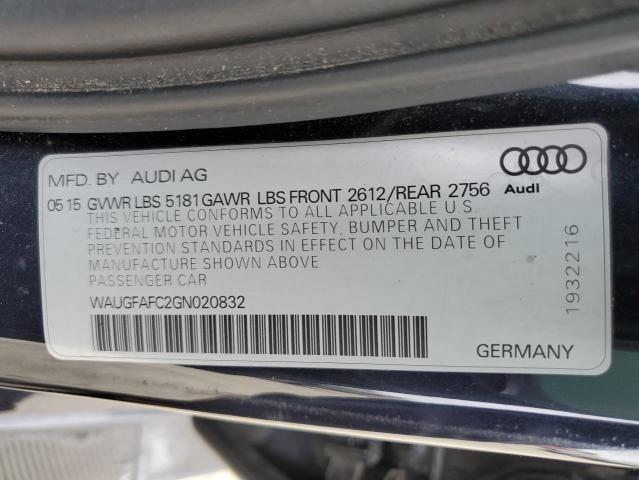 MFD. BY AUDI AG
Audi
05 15 GVWR LBS 5181 GAWR LBS FRONT 2612/REAR 2756
THIS VEHICLE CONFORMS TO ALL APPLICABLE U.S
FEDERAL MOTOR VEHICLE SAFETY, BUMPER AND THEFT
PREVENTION STANDARDS IN EFFECT ON THE DATE OF
MANUFACTURE SHOWN ABOVE
PASSENGER CAR
WAUGFAFC2GN020832
1932216
GERMANY